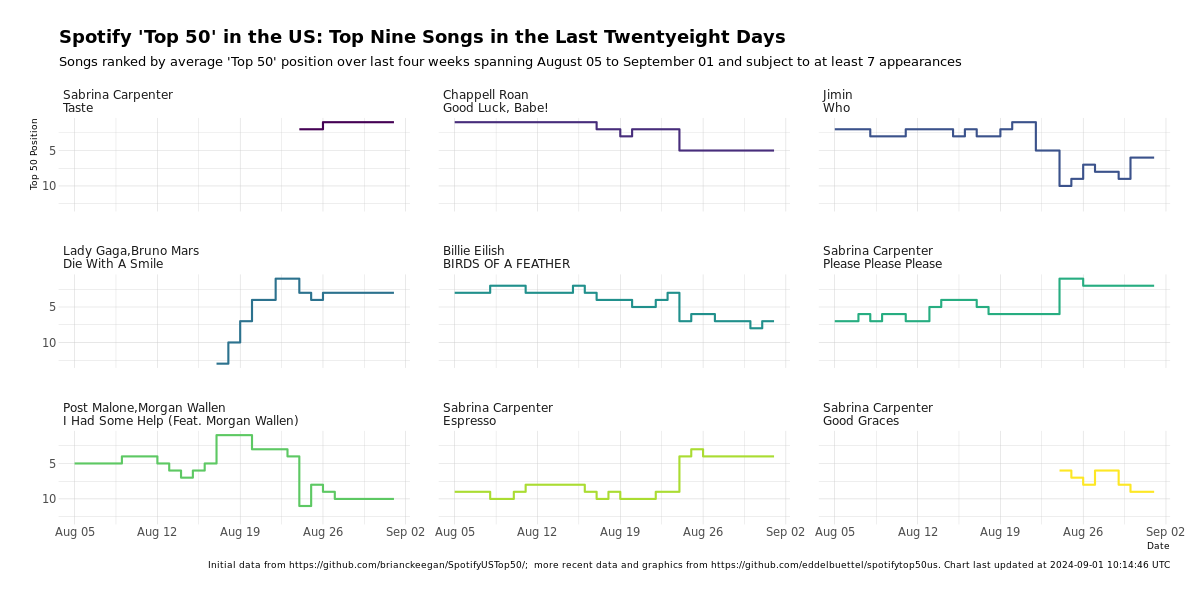 Spotify 'Top 50' in the US: Top Nine Songs in the Last Twentyeight Days
Songs ranked by average 'Top 50' position over last four weeks spanning August 05 to September 01 and subject to at least 7 appearances
Sabrina Carpenter
Taste
Chappell Roan
Good Luck, Babe!
Jimin
Who
Top 50 Position
5
10
Lady Gaga,Bruno Mars
Die With A Smile
Billie Eilish
BIRDS OF A FEATHER
Sabrina Carpenter
Please Please Please
5
10
Post Malone,Morgan Wallen
I Had Some Help (Feat. Morgan Wallen)
Sabrina Carpenter
Espresso
Sabrina Carpenter
Good Graces
5
10
Aug 05 Aug 12 Aug 19 Aug 26 Sep 02
Aug 05 Aug 12 Aug 19 Aug 26 Sep 02
Aug 05 Aug 12 Aug 19 Aug 26 Sep 02
Date
Initial data from https://github.com/brianckeegan/SpotifyUSTop50/;  more recent data and graphics from https://github.com/eddelbuettel/spotifytop50us. Chart last updated at 2024-09-01 10:14:46 UTC